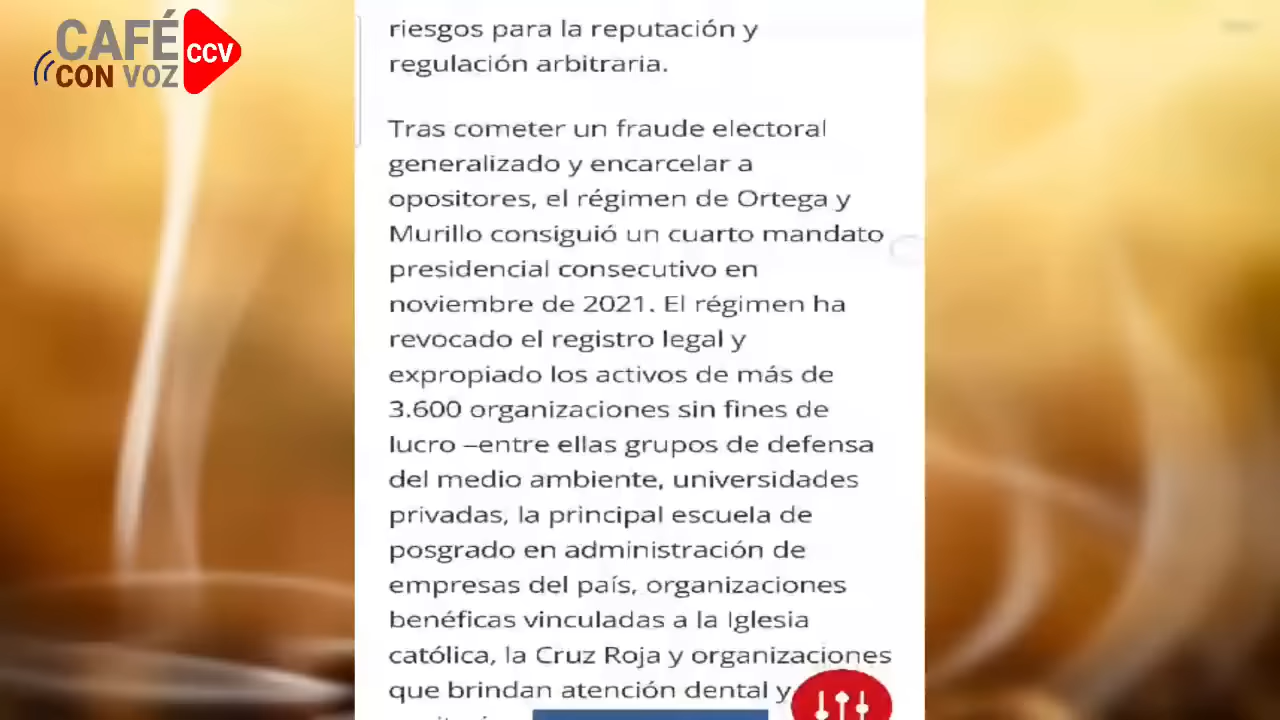 CAFÉ
CON VOZ
CCV
riesgos para la reputación y
regulación arbitraria.
Tras cometer un fraude electoral
generalizado y encarcelar a
opositores, el régimen de Ortega y
Murillo consiguió un cuarto mandato
presidencial consecutivo en
noviembre de 2021. El régimen ha
revocado el registro legal y
expropiado los activos de más de
3.600 organizaciones sin fines de
lucro –entre ellas grupos de defensa
del medio ambiente, universidades
privadas, la principal escuela de
posgrado en administración de
empresas del país, organizaciones
benéficas vinculadas a la Iglesia
católica, la Cruz Roja y organizaciones
que brindan atención dental y